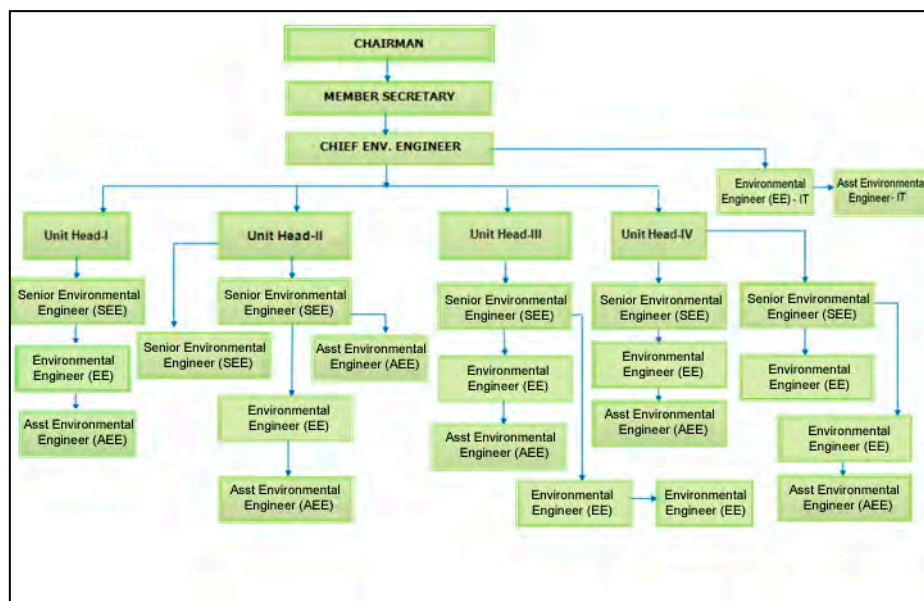 CHAIRMAN
MEMBER SECRETARY
CHIEF ENV. ENGINEER
Environmental
Engineer (EE) - IT
Asst Environmental
Engineer- IT
Unit Head-I
Unit Head-II
Unit Head-III
Unit Head-IV
Senior Environmental
Engineer (SEE)
Senior Environmental
Engineer (SEE)
Senior Environmental
Engineer (SEE)
Senior Environmental
Engineer (SEE)
Senior Environmental
Engineer (SEE)
Environmental
Engineer (EE)
Senior Environmental
Engineer (SEE)
Asst Environmental
Engineer (AEE)
Environmental
Engineer (EE)
Environmental
Engineer (EE)
Environmental
Engineer (EE)
Asst Environmental
Engineer (AEE)
Environmental
Engineer (EE)
Asst Environmental
Engineer (AEE)
Asst Environmental
Engineer (AEE)
Environmental
Engineer (EE)
Asst Environmental
Engineer (AEE)
Environmental
Engineer (EE)
Environmental
Engineer (EE)
Asst Environmental
Engineer (AEE)